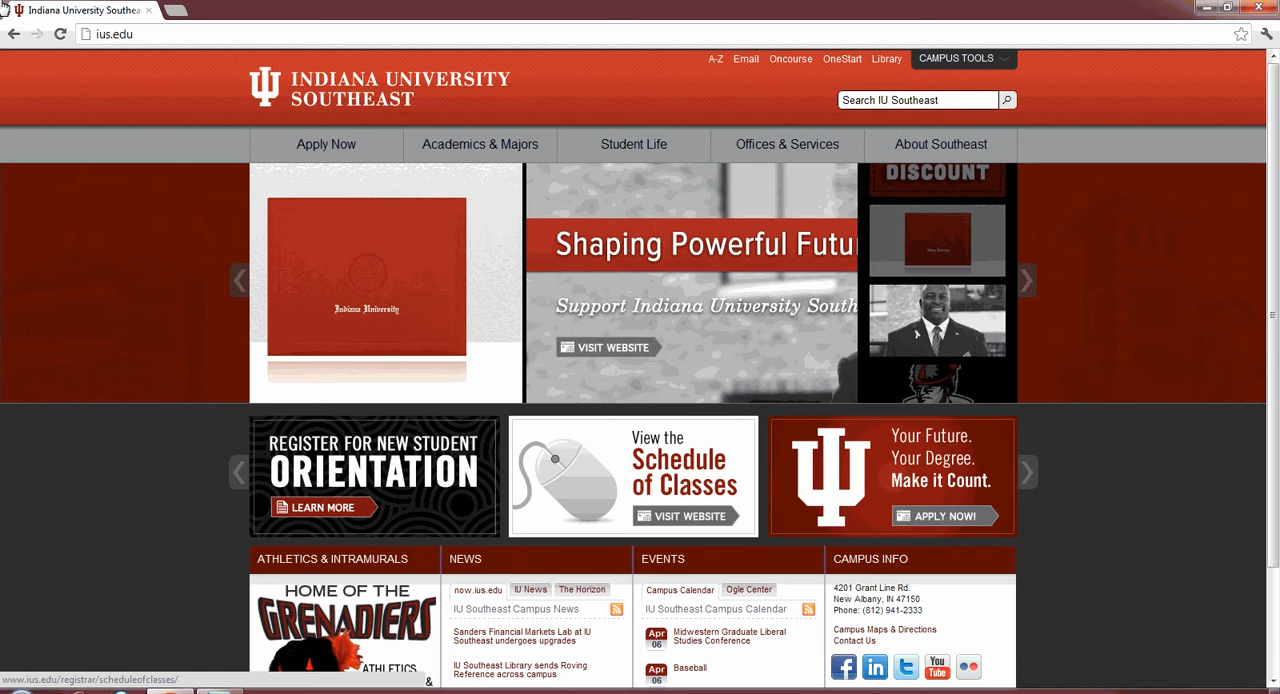 Indiana University Southea
ius.edu
A-Z Email Oncourse OneStart Library CAMPUS TOOLS
INDIANA UNIVERSITY
SOUTHEAST
Search IU Southeast
Apply Now Academics & Majors Student Life Offices & Services About Southeast
DISCOUNT
Indiana University
Shaping Powerful Futu
Support Indiana University South
VISIT WEBSITE
REGISTER FOR NEW STUDENT
ORIENTATION
LEARN MORE
View the
Schedule
of Classes
VISIT WEBSITE
Your Future.
Your Degree.
Make it Count.
APPLY NOW!
ATHLETICS & INTRAMURALS
HOME OF THE
GRENADIERS
ATHLETICS
&
NEWS
now.ius.edu IU News The Horizon
IU Southeast Campus News
Sanders Financial Markets Lab at IU
Southeast undergoes upgrades
IU Southeast Library sends Roving
Reference across campus
EVENTS
Campus Calendar Ogle Center
IU Southeast Campus Calendar
Apr
06
Midwestern Graduate Liberal
Studies Conference
Apr
06
Baseball
CAMPUS INFO
4201 Grant Line Rd.
New Albany, IN 47150
Phone: (812) 941-2333
Campus Maps & Directions
Contact Us
You
Tube
www.ius.edu/registrar/scheduleofclasses/